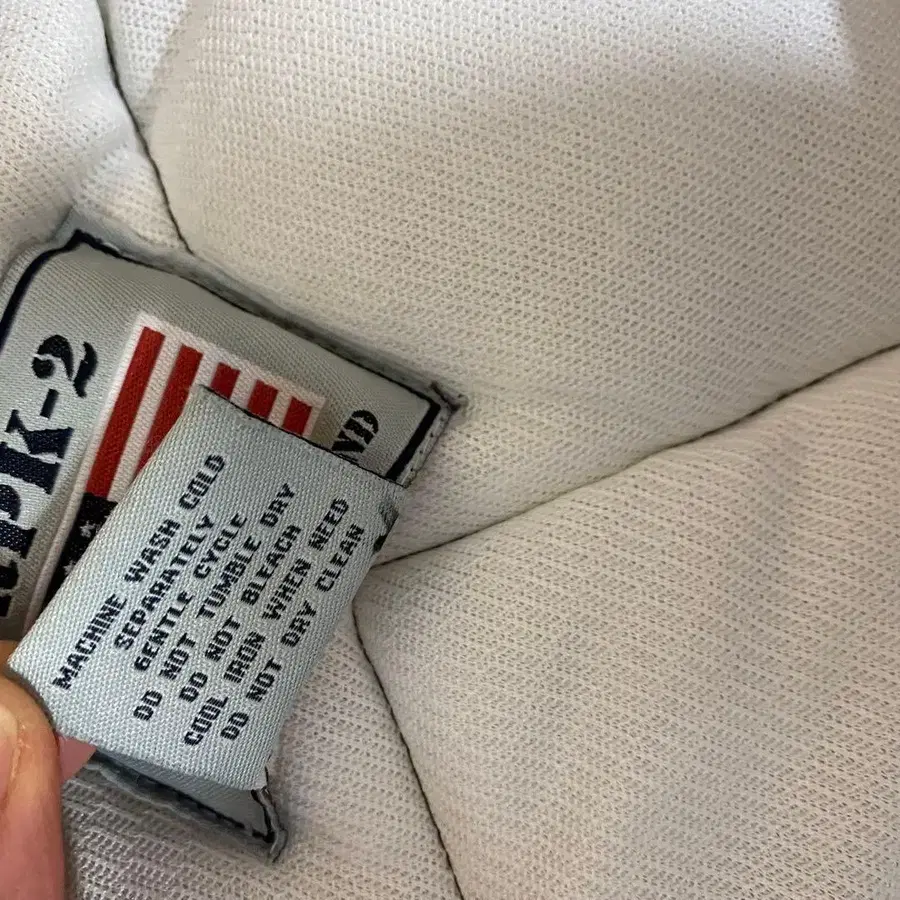 MACHINE WASH COLD
SEPARATELY
GENTLE CYCLE
DO NOT TUMBLE DRY
DO NOT BLEACH
COOL IRON WHEN NEED
DO NOT DRY CLEAN